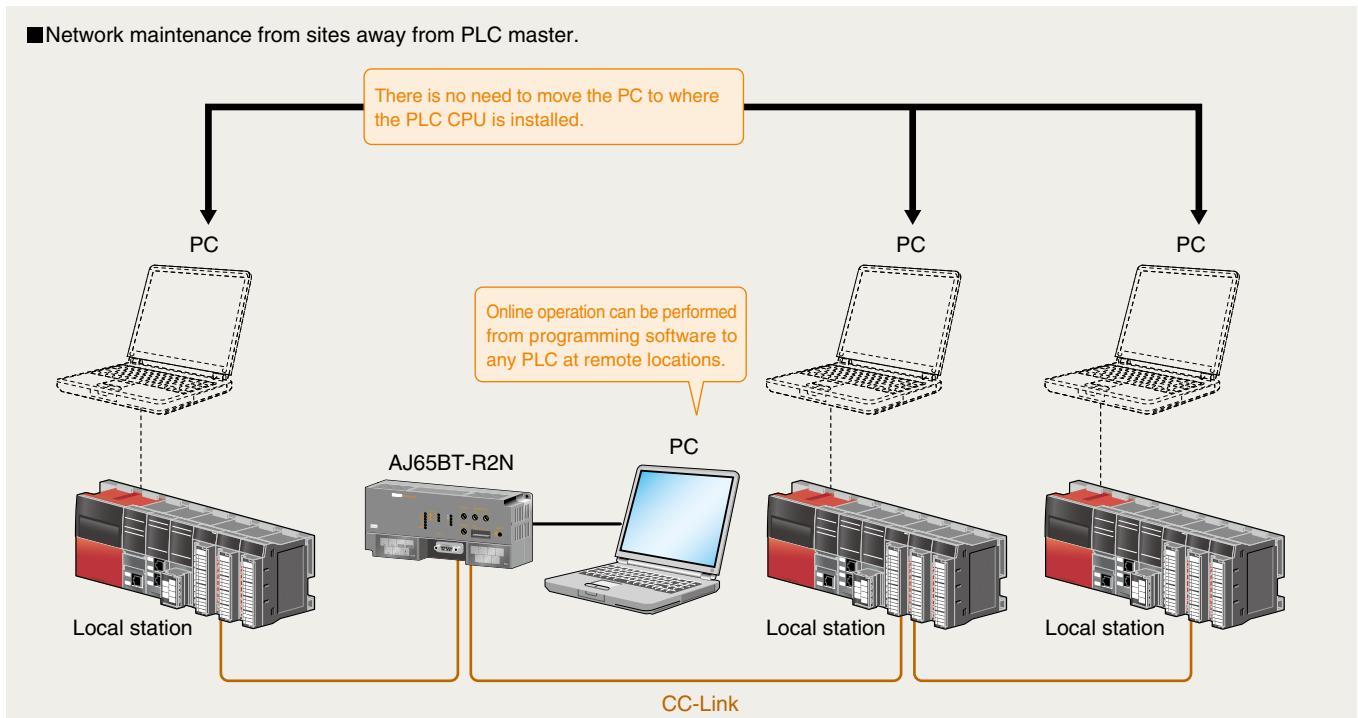 ■Network maintenance from sites away from PLC master.
There is no need to move the PC to where
the PLC CPU is installed.
PC
PC
PC
Online operation can be performed
from programming software to
any PLC at remote locations.
PC
AJ65BT-R2N
Local station
Local station
Local station
CC-Link